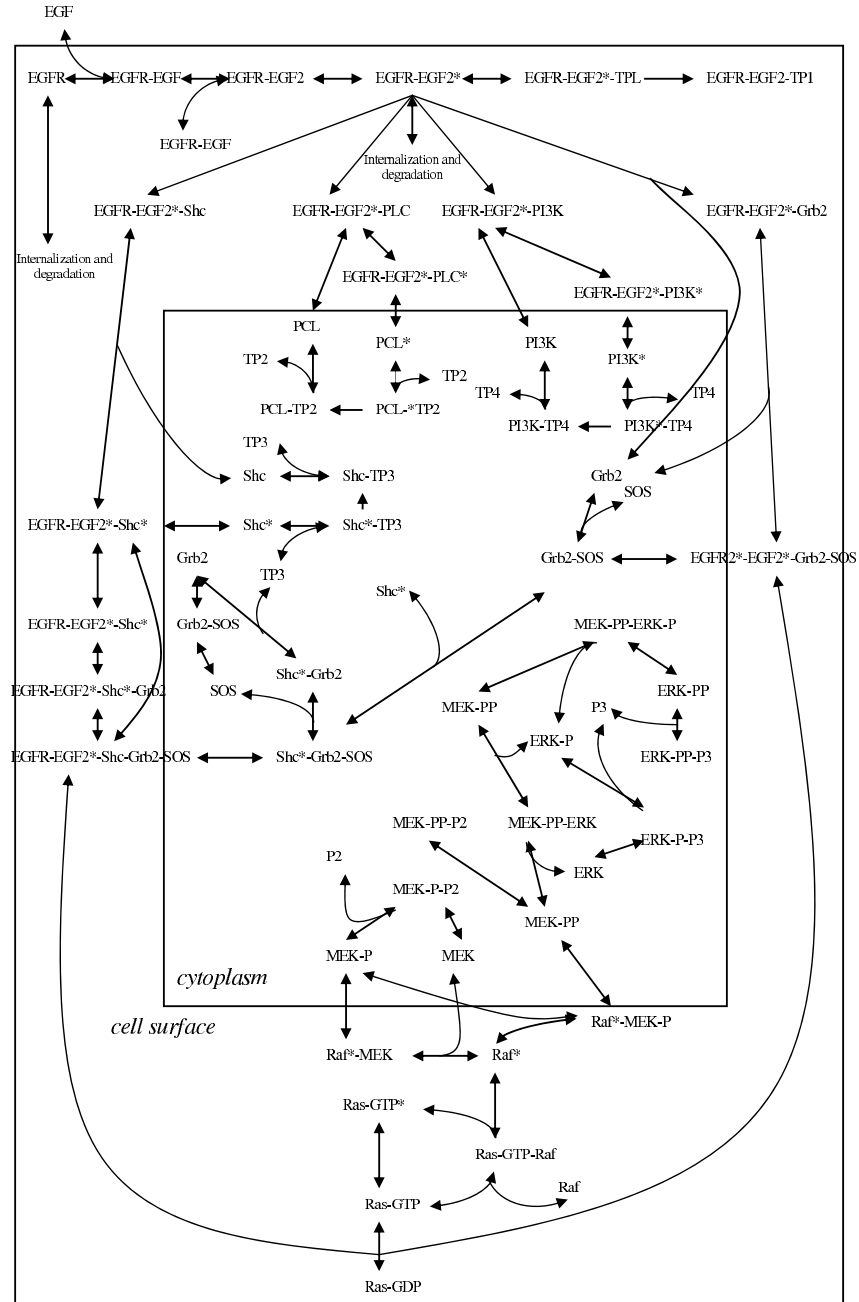 EGF
EGFR
EGFR-EGF
EGFR-EGF2
EGFR-EGF2*
EGFR-EGF2*-TPL
EGFR-EGF2-TP1
EGFR-EGF
Internalization and
degradation
EGFR-EGF2*-Shc
EGFR-EGF2*-PLC
EGFR-EGF2*-PI3K
EGFR-EGF2*-Grb2
Internalization and
degradation
EGFR-EGF2*-PLC*
EGFR-EGF2*-PI3K*
PCL
PCL*
PI3K
PI3K*
TP2
TP2
TP4
TP4
PCL-TP2
PCL-*TP2
PI3K-TP4
PI3K*-TP4
TP3
Shc
Shc-TP3
Grb2
SOS
EGFR-EGF2*-Shc*
Shc*
Shc*-TP3
Grb2
TP3
Grb2-SOS
EGFR2*-EGF2*-Grb2-SOS
Shc*
EGFR-EGF2*-Shc*
Grb2-SOS
MEK-PP-ERK-P
Shc*-Grb2
EGFR-EGF2*-Shc*-Grb2
SOS
ERK-PP
MEK-PP
P3
ERK-P
EGFR-EGF2*-Shc-Grb2-SOS
Shc*-Grb2-SOS
ERK-PP-P3
MEK-PP-P2
MEK-PP-ERK
ERK-P-P3
P2
ERK
MEK-P-P2
MEK-PP
MEK-P
MEK
cytoplasm
Raf*-MEK-P
cell surface
Raf*-MEK
Raf*
Ras-GTP*
Ras-GTP-Raf
Raf
Ras-GTP
Ras-GDP